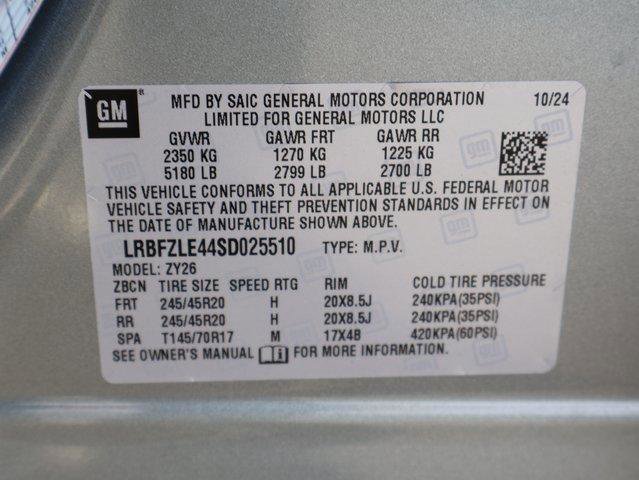 GM ® MFD BY SAIC GENERAL MOTORS CORPORATION 10/24
LIMITED FOR GENERAL MOTORS LLC
GVWR GAWR FRT GAWR RR
2350 KG 1270 KG 1225 KG
5180 LB 2799 LB 2700 LB
THIS VEHICLE CONFORMS TO ALL APPLICABLE U.S. FEDERAL MOTOR
VEHICLE SAFETY AND THEFT PREVENTION STANDARDS IN EFFECT ON
THE DATE OF MANUFACTURE SHOWN ABOVE.
LRBFZLE44SD025510 TYPE: M.P.V.
MODEL: ZY26
ZBCN TIRE SIZE SPEED RTG RIM COLD TIRE PRESSURE
FRT 245/45R20 H 20X8.5J 240KPA(35PSI)
RR 245/45R20 H 20X8.5J 240KPA(35PSI)
SPA T145/70R17 M 17X4B 420KPA(60PSI)
SEE OWNER'S MANUAL FOR MORE INFORMATION.